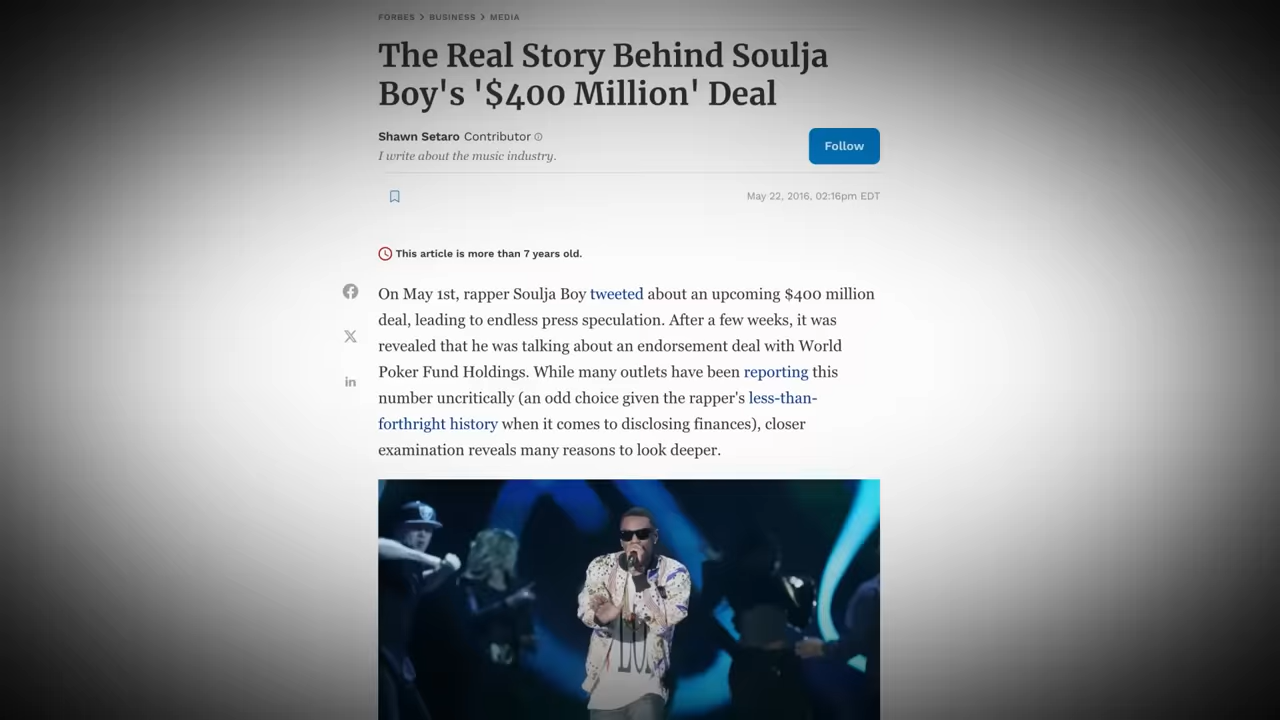 FORBES > BUSINESS > MEDIA
The Real Story Behind Soulja
Boy's '$400 Million' Deal
Shawn Setaro Contributor
I write about the music industry.
Follow
May 22, 2016, 02:16pm EDT
This article is more than 7 years old.
On May 1st, rapper Soulja Boy tweeted about an upcoming $400 million
deal, leading to endless press speculation. After a few weeks, it was
revealed that he was talking about an endorsement deal with World
Poker Fund Holdings. While many outlets have been reporting this
number uncritically (an odd choice given the rapper's less-than-
forthright history when it comes to disclosing finances), closer
examination reveals many reasons to look deeper.